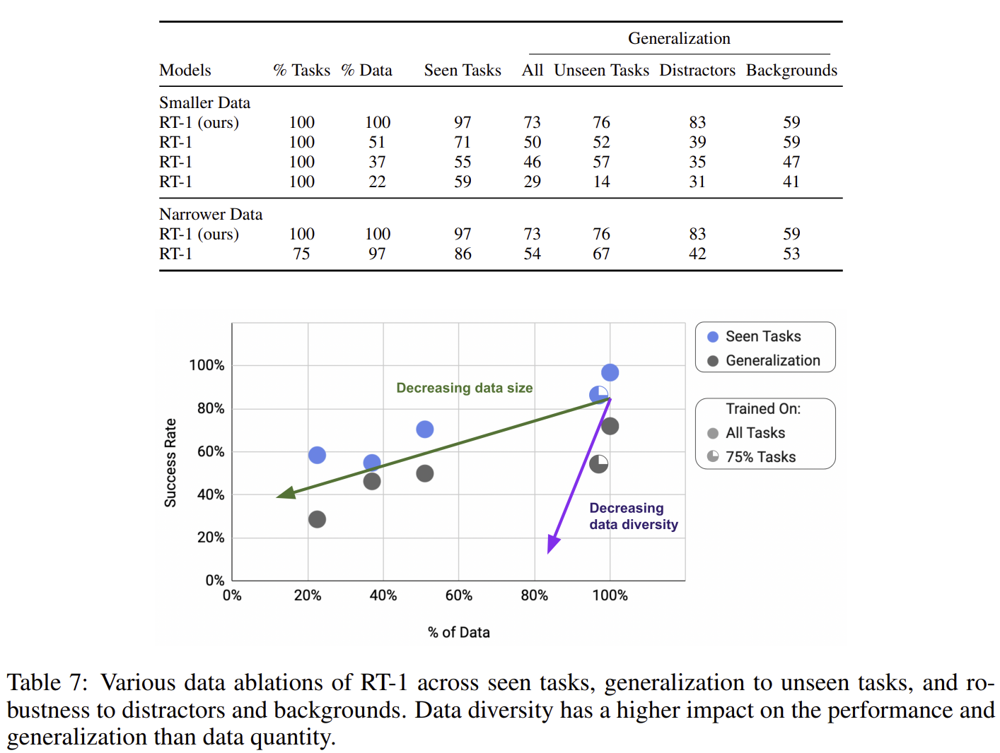 Generalization
Models % Tasks % Data Seen Tasks All Unseen Tasks Distractors Backgrounds
Smaller Data
RT-1 (ours) 100 100 97 73 76 83 59
RT-1 100 51 71 50 52 39 59
RT-1 100 37 55 46 57 35 47
RT-1 100 22 59 29 14 31 41
Narrower Data
RT-1 (ours) 100 100 97 73 76 83 59
RT-1 75 97 86 54 67 42 53
Success Rate
100%
80%
60%
40%
20%
0%
Decreasing data size
Decreasing
data diversity
0% 20% 40% 60% 80% 100%
% of Data
Seen Tasks
Generalization
Trained On:
All Tasks
75% Tasks
Table 7: Various data ablations of RT-1 across seen tasks, generalization to unseen tasks, and ro-
bustness to distractors and backgrounds. Data diversity has a higher impact on the performance and
generalization than data quantity.